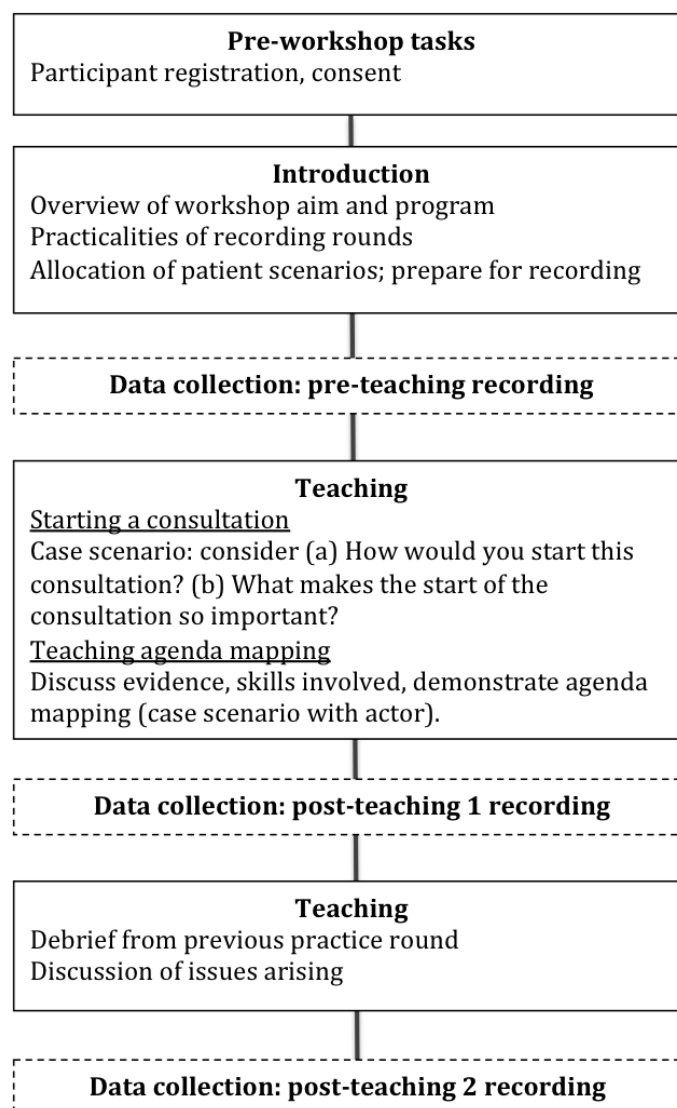 Pre-workshop tasks
Participant registration, consent
Introduction
Overview of workshop aim and program
Practicalities of recording rounds
Allocation of patient scenarios; prepare for recording
Data collection: pre-teaching recording
Teaching
Starting a consultation
Case scenario: consider (a) How would you start this
consultation? (b) What makes the start of the
consultation so important?
Teaching agenda mapping
Discuss evidence, skills involved, demonstrate agenda
mapping (case scenario with actor).
Data collection: post-teaching 1 recording
Teaching
Debrief from previous practice round
Discussion of issues arising
Data collection: post-teaching 2 recording